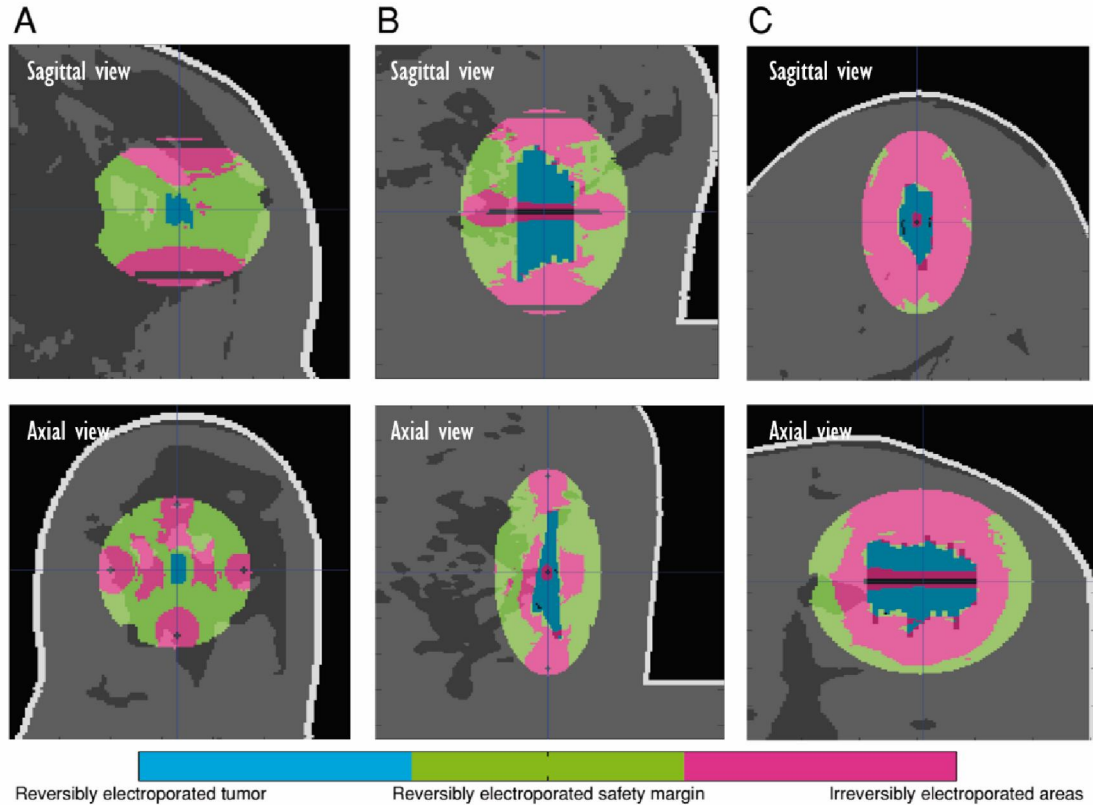 A
B
C
Sagittal view
Sagittal view
Sagittal view
Axial view
Axial view
Axial view
Reversibly electroporated tumor
Reversibly electroporated safety margin
Irreversibly electroporated areas